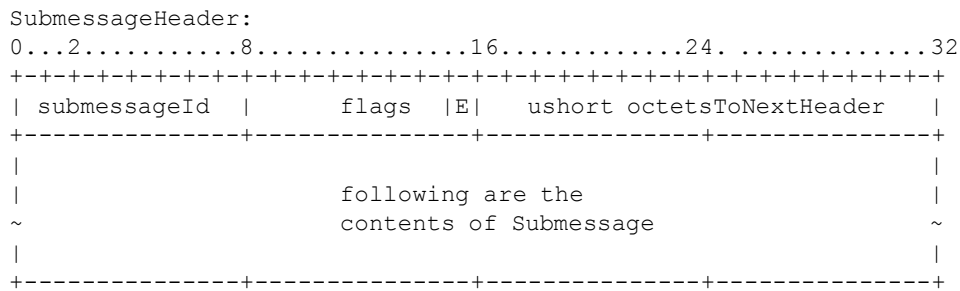 SubmessageHeader:
0...2...........8...............16.............24. .............32
+-+-+-+-+-+-+-+-+-+-+-+-+-+-+-+-+-+-+-+-+-+-+-+-+-+-+-+-+-+-+-+-+
| submessageId | flags |E| ushort octetsToNextHeader |
+---------------+---------------+---------------+---------------+
| |
| following are the |
~ contents of Submessage ~
| |
+---------------+---------------+---------------+---------------+